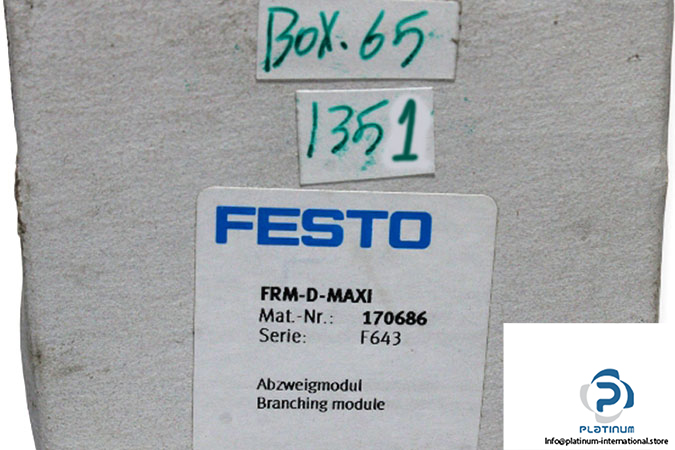 BOX.65
1351
FESTO
FRM-D-MAXI
Mat.-Nr.: 170686
Serie: F643
Abzweigmodul
Branching module
PLATINUM
Info@platinum-international.store